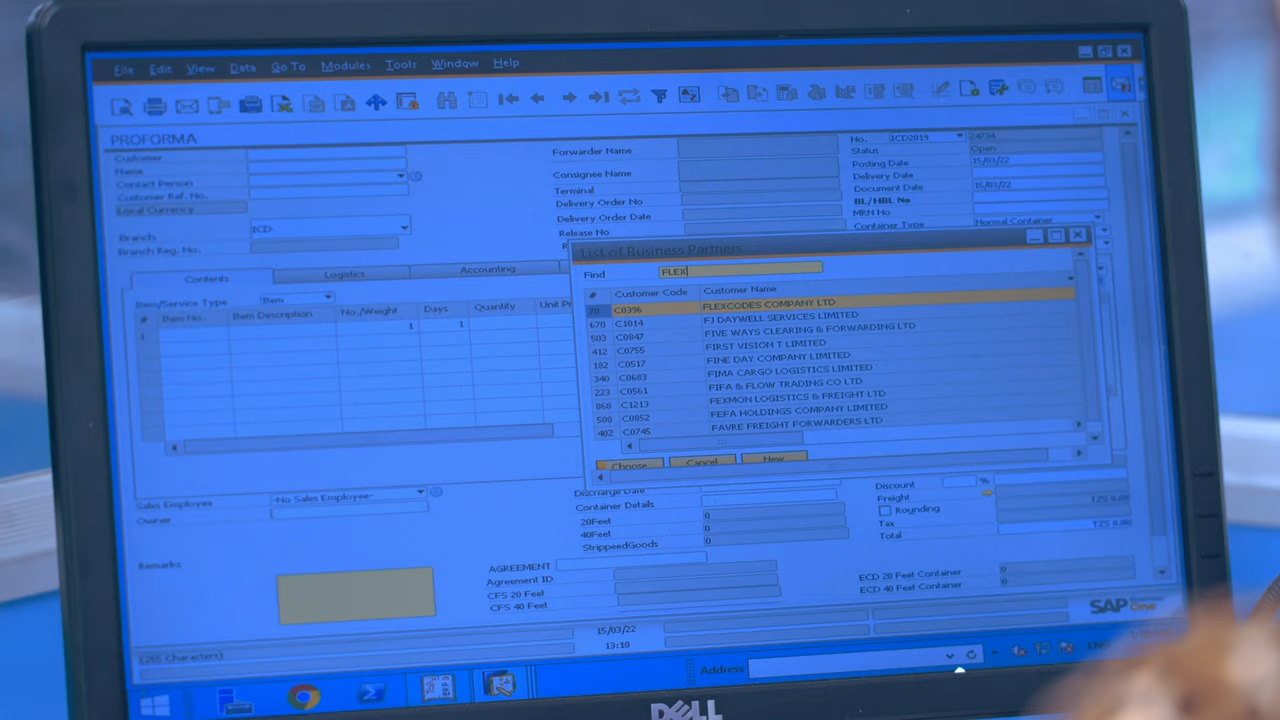 File Edit View Data Go To Modules Tools Window Help
PROFORMA
Customer
Name
Contact Person
Customer Ref. No.
Local Currency
Branch ICD-
Branch Reg. No.
Forwarder Name
Consignee Name
Terminal
Delivery Order No
Delivery Order Date
Release No
No. ICD2019 24734
Status Open
Posting Date 15/03/22
Delivery Date
Document Date 15/03/22
BL/HBL No
MRN No
Container Type Normal Container
Contents Logistics Accounting
Item/Service Type Item
# Item No. Item Description No./Weight Days Quantity Unit Pr
1 1 1
List of Business Partners
Find FLEX
# Customer Code Customer Name
70 C0396 FLEXCODES COMPANY LTD
670 C1014 FJ DAYWELL SERVICES LIMITED
503 C0847 FIVE WAYS CLEARING & FORWARDING LTD
412 C0755 FIRST VISION T LIMITED
182 C0517 FINE DAY COMPANY LIMITED
340 C0683 FIMA CARGO LOGISTICS LIMITED
223 C0561 FIFA & FLOW TRADING CO LTD
868 C1213 FEXMON LOGISTICS & FREIGHT LTD
508 C0852 FEFA HOLDINGS COMPANY LIMITED
402 C0745 FAVRE FREIGHT FORWARDERS LTD
Choose Cancel New
Sales Employee -No Sales Employee-
Owner
Remarks
Discharge Date
Container Details
20Feet 0
40Feet 0
StrippedGoods 0
Discount %
Freight TZS 0.00
Rounding
Tax TZS 0.00
Total
AGREEMENT
Agreement ID
CFS 20 Feet
CFS 40 Feet
ECD 20 Feet Container 0
ECD 40 Feet Container 0
SAP Business One
(255 Characters)
15/03/22
13:10
Address
DELL